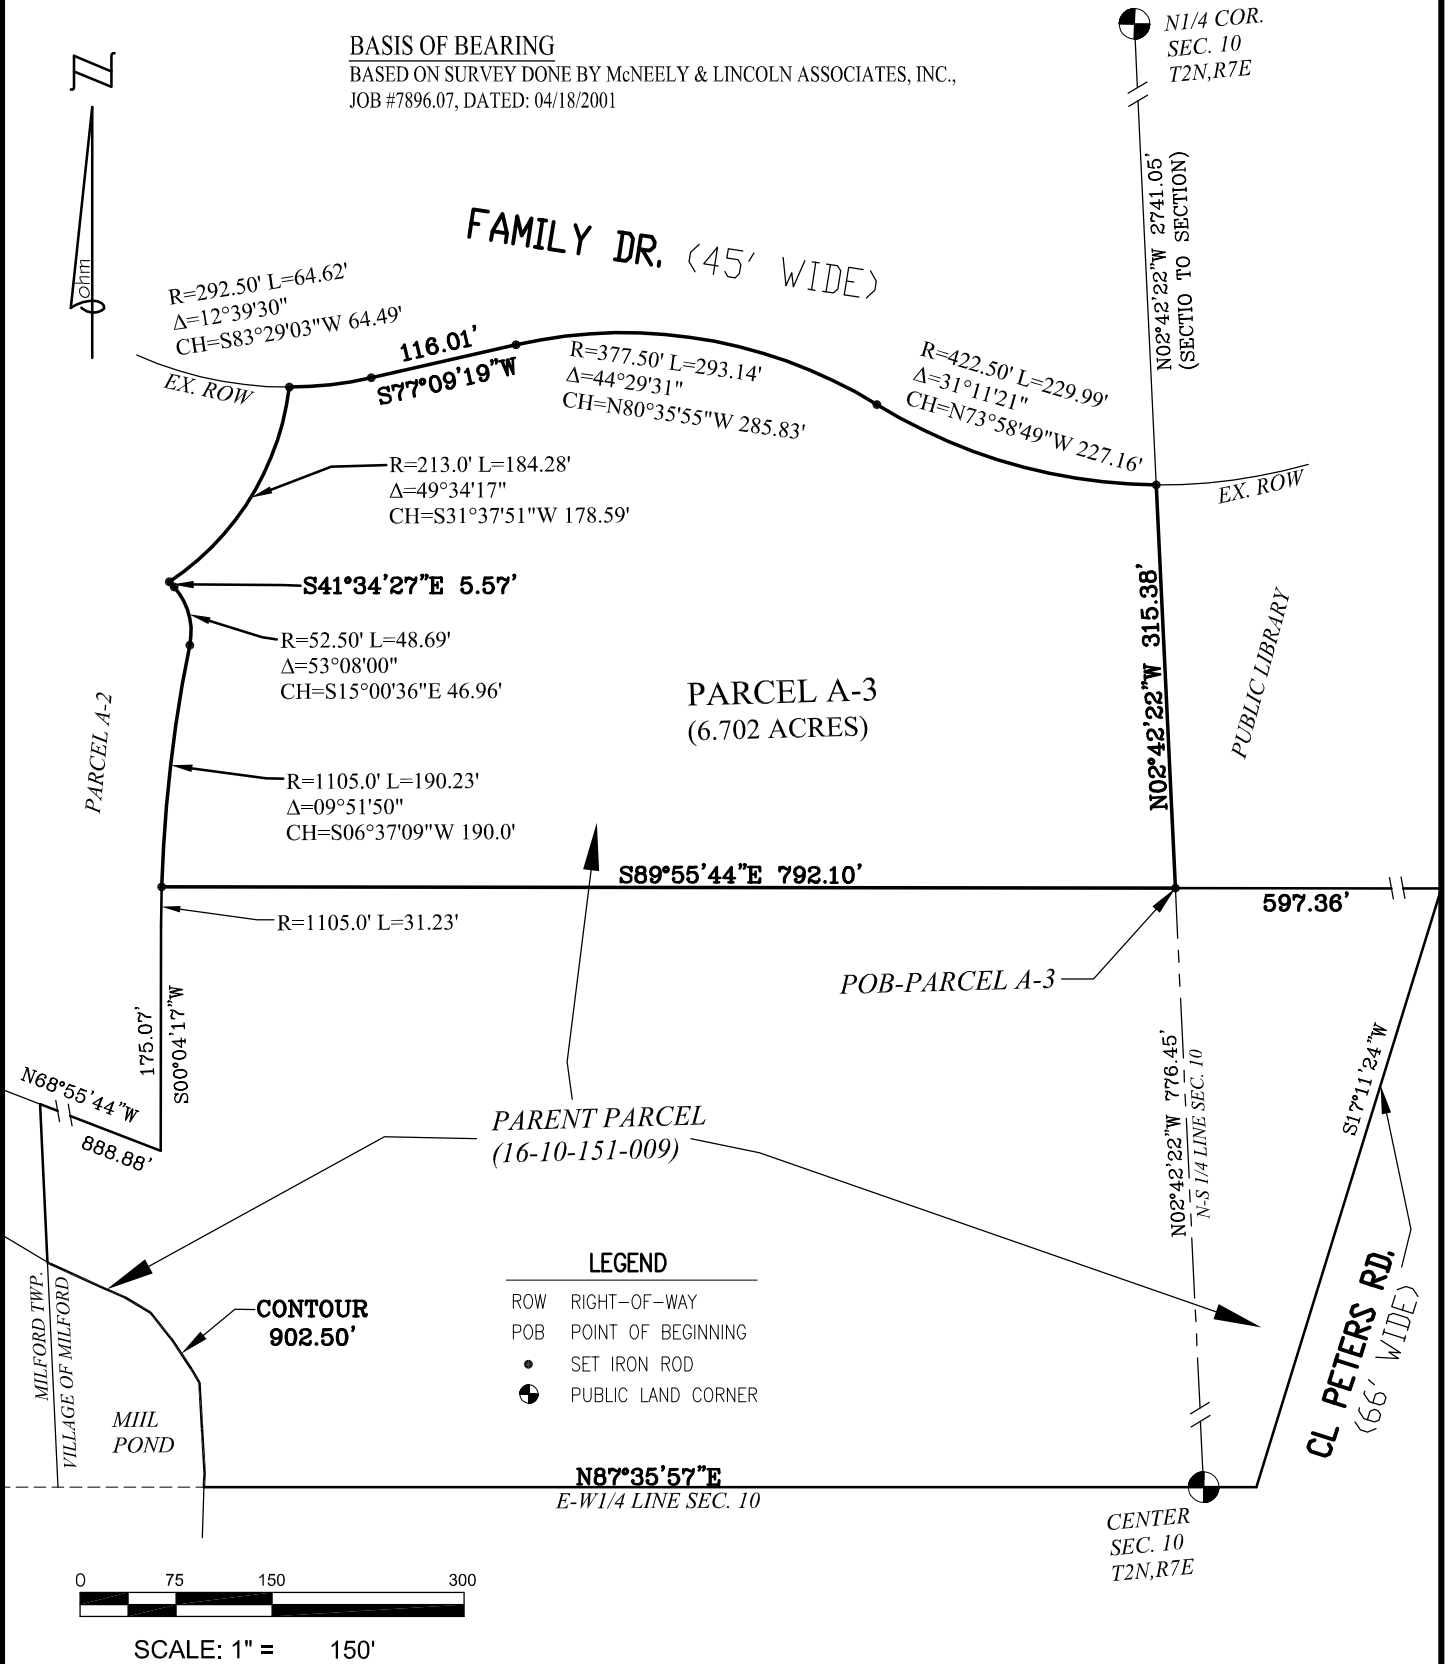 N1/4 COR.
SEC. 10
T2N,R7E
BASIS OF BEARING
BASED ON SURVEY DONE BY McNEELY & LINCOLN ASSOCIATES, INC.,
JOB #7896.07, DATED: 04/18/2001
N
ohm
N02°42'22"W 2741.05'
(SECTIO TO SECTION)
FAMILY DR. (45' WIDE)
R=292.50' L=64.62'
Δ=12°39'30"
CH=S83°29'03"W 64.49'
EX. ROW
116.01'
S77°09'19"W
R=377.50' L=293.14'
Δ=44°29'31"
CH=N80°35'55"W 285.83'
R=422.50' L=229.99'
Δ=31°11'21"
CH=N73°58'49"W 227.16'
EX. ROW
R=213.0' L=184.28'
Δ=49°34'17"
CH=S31°37'51"W 178.59'
S41°34'27"E 5.57'
R=52.50' L=48.69'
Δ=53°08'00"
CH=S15°00'36"E 46.96'
PARCEL A-2
PARCEL A-3
(6.702 ACRES)
N02°42'22"W 315.38'
PUBLIC LIBRARY
R=1105.0' L=190.23'
Δ=09°51'50"
CH=S06°37'09"W 190.0'
S89°55'44"E 792.10'
597.36'
R=1105.0' L=31.23'
POB-PARCEL A-3
175.07'
S00°04'17"W
N68°55'44"W
888.88'
PARENT PARCEL
(16-10-151-009)
N02°42'22"W 776.45'
N-S 1/4 LINE SEC. 10
S17°11'24"W
CL PETERS RD.
(66' WIDE)
MILFORD TWP.
VILLAGE OF MILFORD
CONTOUR
902.50'
MIIL
POND
LEGEND
ROW RIGHT-OF-WAY
POB POINT OF BEGINNING
SET IRON ROD
PUBLIC LAND CORNER
N87°35'57"E
E-W1/4 LINE SEC. 10
CENTER
SEC. 10
T2N,R7E
0 75 150 300
SCALE: 1" = 150'